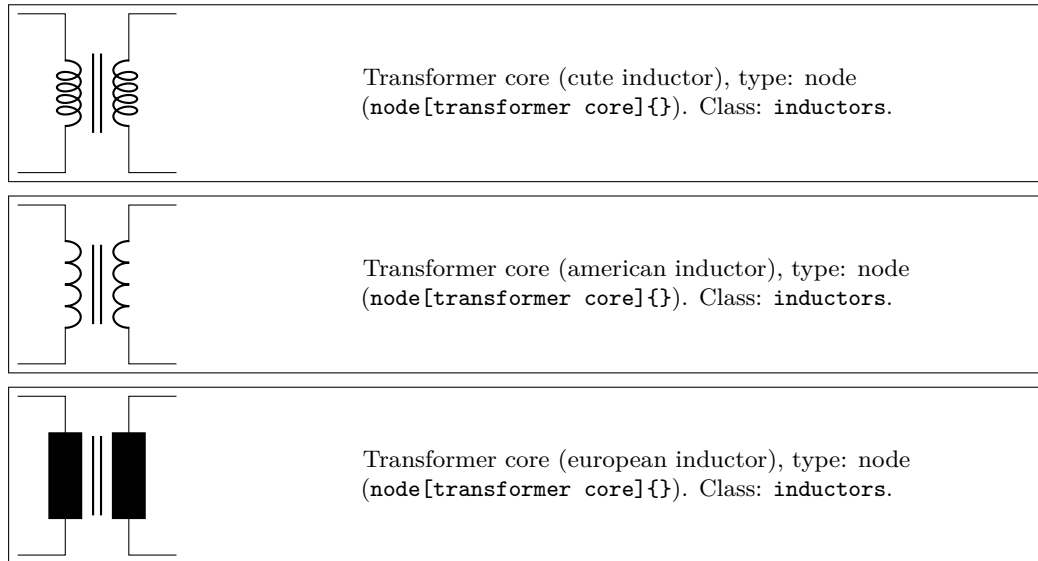 Transformer core (cute inductor), type: node
(node[transformer core]{}). Class: inductors.
Transformer core (american inductor), type: node
(node[transformer core]{}). Class: inductors.
Transformer core (european inductor), type: node
(node[transformer core]{}). Class: inductors.